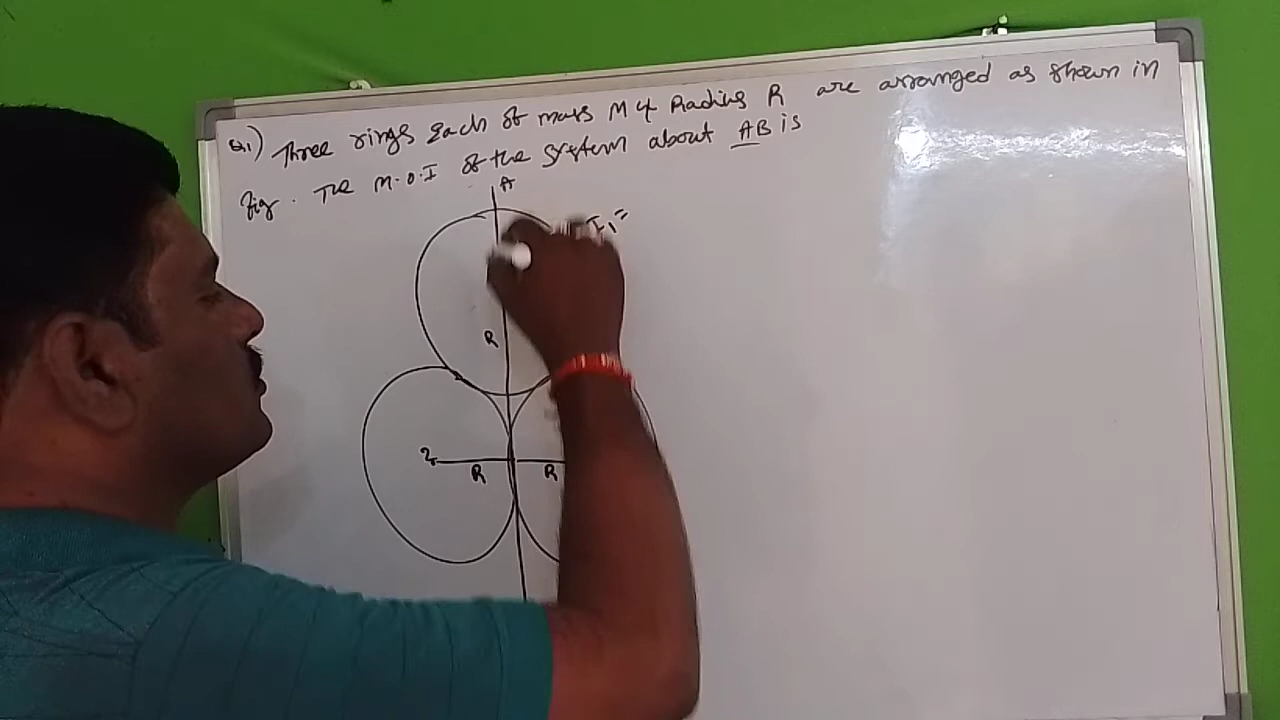 Q1) Three rings each of mass M & Radius R are arranged as shown in
fig. The M.O.I of the system about AB is
A
I₁ =
R
2
R
R